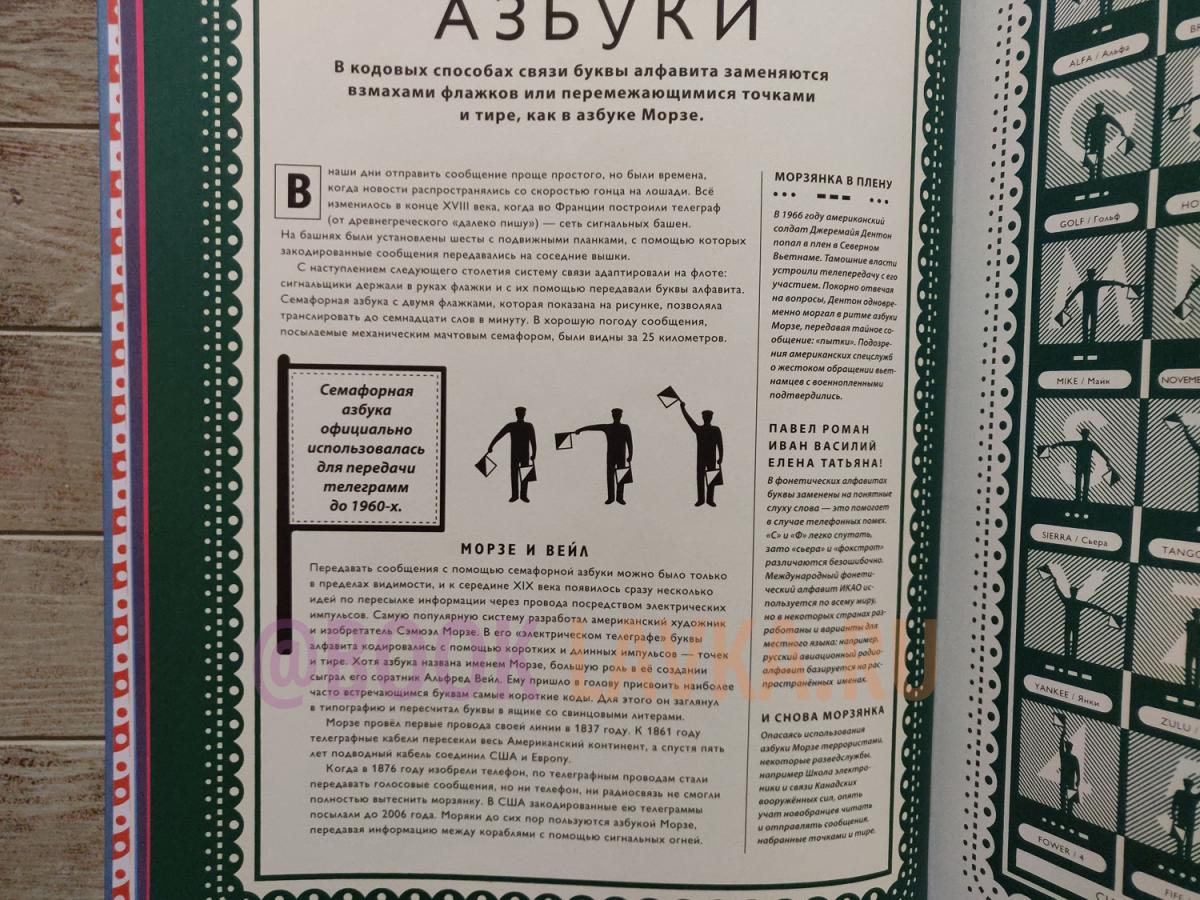 АЗБУКИ
В кодовых способах связи буквы алфавита заменяются
взмахами флажков или перемежающимися точками
и тире, как в азбуке Морзе.
В наши дни отправить сообщение проще простого, но были времена,
когда новости распространялись со скоростью гонца на лошади. Всё
изменилось в конце XVIII века, когда во Франции построили телеграф
(от древнегреческого «далеко пишу») — сеть сигнальных башен.
На башнях были установлены шесты с подвижными планками, с помощью которых
закодированные сообщения передавались на соседние вышки.
С наступлением следующего столетия систему связи адаптировали на флоте:
сигнальщики держали в руках флажки и с их помощью передавали буквы алфавита.
Семафорная азбука с двумя флажками, которая показана на рисунке, позволяла
транслировать до семнадцати слов в минуту. В хорошую погоду сообщения,
посылаемые механическим мачтовым семафором, были видны за 25 километров.
Семафорная
азбука
официально
использовалась
для передачи
телеграмм
до 1960-х.
МОРЗЕ И ВЕЙЛ
Передавать сообщения с помощью семафорной азбуки можно было только
в пределах видимости, и к середине XIX века появилось сразу несколько
идей по пересылке информации через провода посредством электрических
импульсов. Самую популярную систему разработал американский художник
и изобретатель Сэмюэл Морзе. В его «электрическом телеграфе» буквы
алфавита кодировались с помощью коротких и длинных импульсов — точек
и тире. Хотя азбука названа именем Морзе, большую роль в её создании
сыграл его соратник Альфред Вейл. Ему пришло в голову присвоить наиболее
часто встречающимся буквам самые короткие коды. Для этого он заглянул
в типографию и пересчитал буквы в ящике со свинцовыми литерами.
Морзе провёл первые провода своей линии в 1837 году. К 1861 году
телеграфные кабели пересекли весь Американский континент, а спустя пять
лет подводный кабель соединил США и Европу.
Когда в 1876 году изобрели телефон, по телеграфным проводам стали
передавать голосовые сообщения, но ни телефон, ни радиосвязь не смогли
полностью вытеснить морзянку. В США закодированные ею телеграммы
посылали до 2006 года. Моряки до сих пор пользуются азбукой Морзе,
передавая информацию между кораблями с помощью сигнальных огней.
МОРЗЯНКА В ПЛЕНУ
В 1966 году американский
солдат Джеремайя Дентон
попал в плен в Северном
Вьетнаме. Тамошние власти
устроили телепередачу с его
участием. Покорно отвечая
на вопросы, Дентон одновре-
менно моргал в ритме азбуки
Морзе, передавая тайное со-
общение: «пытки». Подозре-
ния американских спецслужб
о жестоком обращении вьет-
намцев с военнопленными
подтвердились.
ПАВЕЛ РОМАН
ИВАН ВАСИЛИЙ
ЕЛЕНА ТАТЬЯНА!
В фонетических алфавитах
буквы заменены на понятные
слуху слова — это помогает
в случае телефонных помех.
«С» и «Ф» легко спутать,
зато «сьера» и «фокстрот»
различаются безошибочно.
Международный фонети-
ческий алфавит ИКАО ис-
пользуется по всему миру,
но в некоторых странах раз-
работаны и варианты для
местного языка: например,
русский авиационный радио-
алфавит базируется на рас-
пространённых именах.
И СНОВА МОРЗЯНКА
Опасаясь использования
азбуки Морзе террористами,
некоторые разведслужбы,
например Школа электро-
ники и связи Канадских
вооружённых сил, опять
учат новобранцев читать
и отправлять сообщения,
набранные точками и тире.
ALFA / Альфа
GOLF / Гольф
MIKE / Майк
SIERRA / Сьера
TANGO
YANKEE / Янки
ZULU /
FOWER / 4